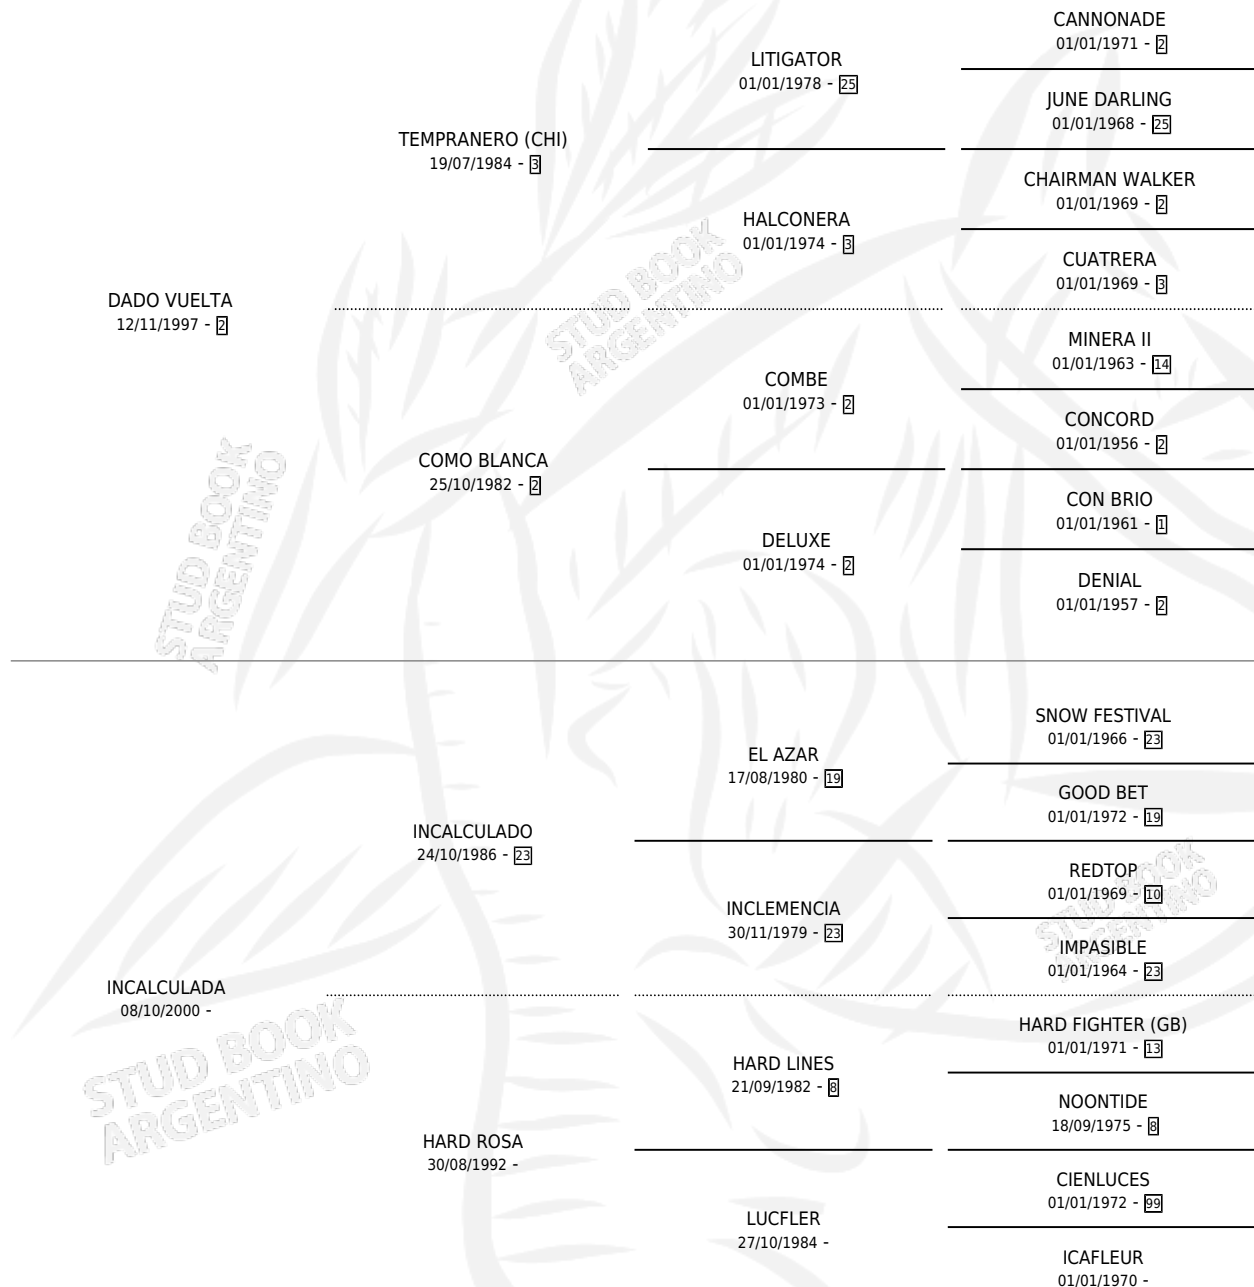 CANNONADE
01/01/1971 - 2
LITIGATOR
01/01/1978 - 25
JUNE DARLING
01/01/1968 - 25
TEMPRANERO (CHI)
19/07/1984 - 3
CHAIRMAN WALKER
01/01/1969 - 2
HALCONERA
01/01/1974 - 3
CUATRERA
01/01/1969 - 3
DADO VUELTA
12/11/1997 - 2
MINERA II
01/01/1963 - 14
COMBE
01/01/1973 - 2
CONCORD
01/01/1956 - 2
COMO BLANCA
25/10/1982 - 2
CON BRIO
01/01/1961 - 1
DELUXE
01/01/1974 - 2
DENIAL
01/01/1957 - 2
STUD BOOK
ARGENTINO
STUD BOOK
ARGENTINO
SNOW FESTIVAL
01/01/1966 - 23
EL AZAR
17/08/1980 - 19
GOOD BET
01/01/1972 - 19
INCALCULADO
24/10/1986 - 23
REDTOP
01/01/1969 - 10
INCLEMENCIA
30/11/1979 - 23
IMPASIBLE
01/01/1964 - 23
INCALCULADA
08/10/2000 -
HARD FIGHTER (GB)
01/01/1971 - 13
HARD LINES
21/09/1982 - 8
NOONTIDE
18/09/1975 - 8
HARD ROSA
30/08/1992 -
CIENLUCES
01/01/1972 - 99
LUCFLER
27/10/1984 -
ICAFLEUR
01/01/1970 -
STUD BOOK
ARGENTINO
STUD BOOK
ARGENTINO